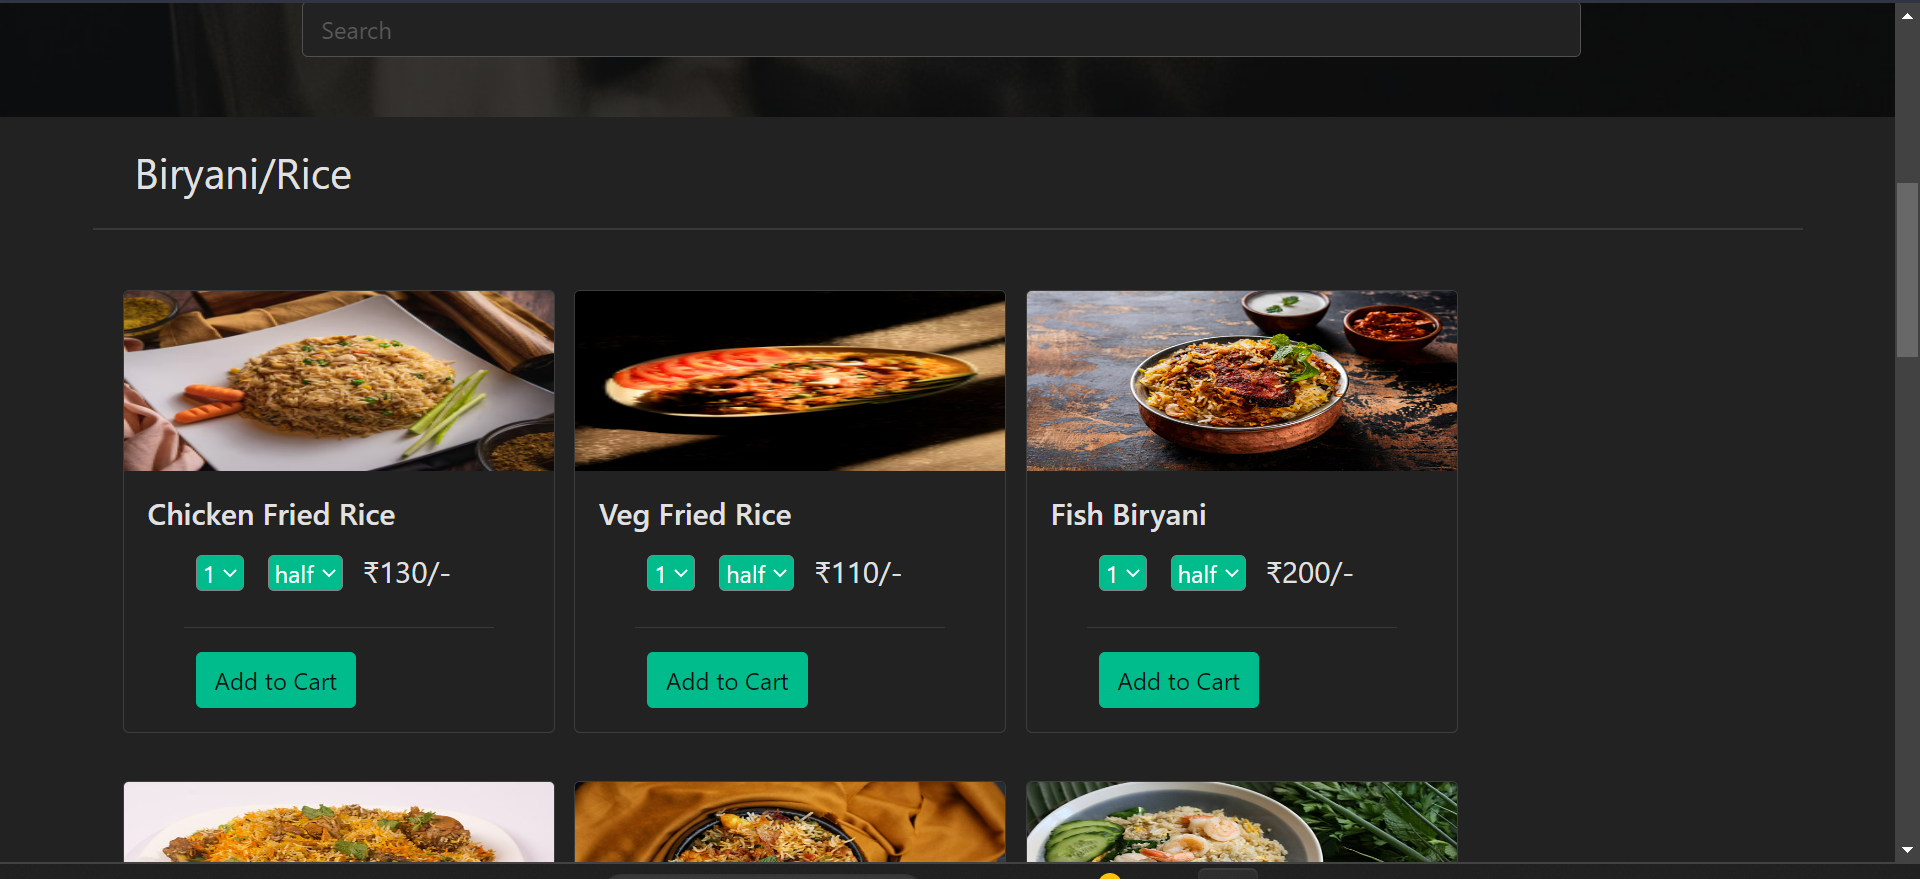 Search
Biryani/Rice
Chicken Fried Rice
1 half ₹130/-
Add to Cart
Veg Fried Rice
1 half ₹110/-
Add to Cart
Fish Biryani
1 half ₹200/-
Add to Cart